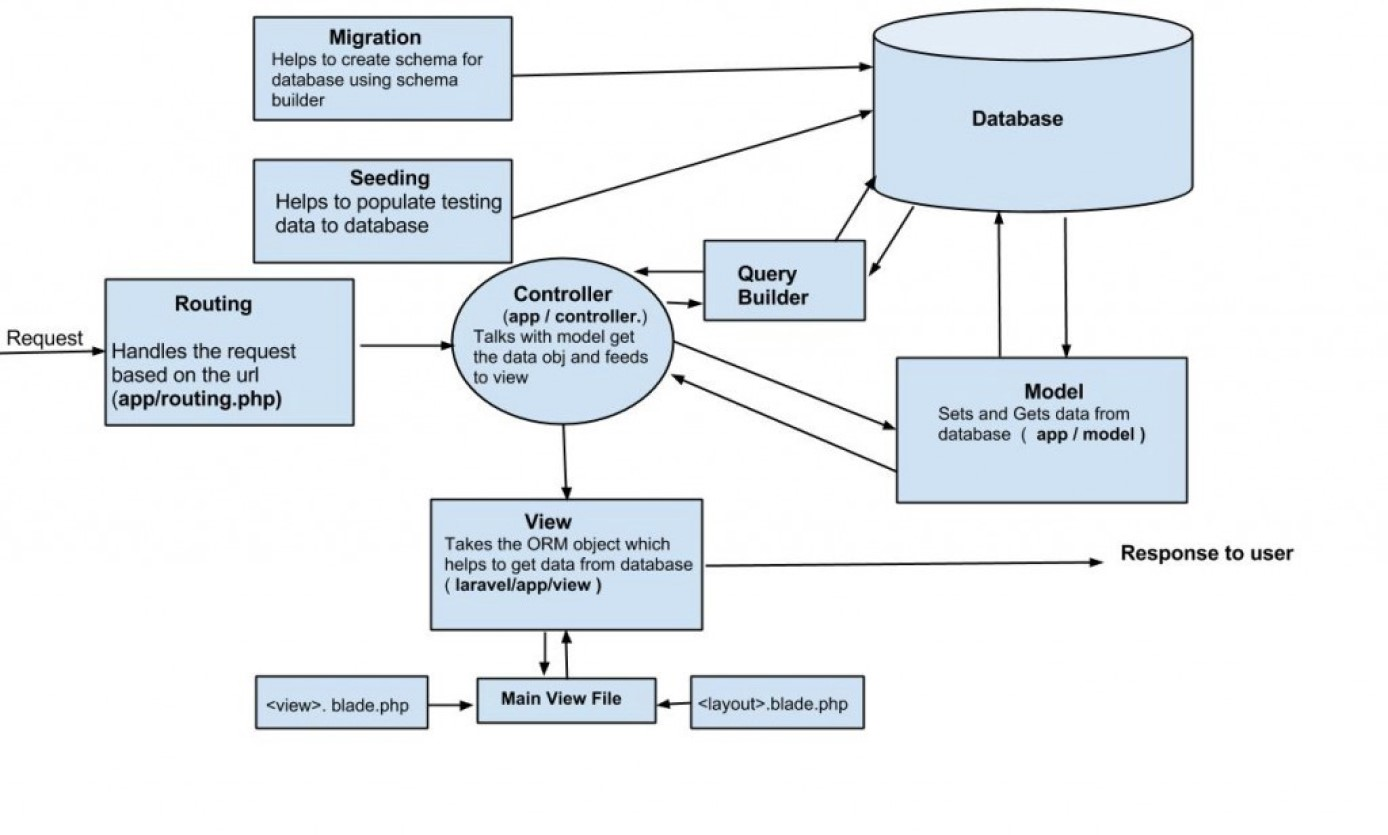 Migration
Helps to create schema for
database using schema
builder
Database
Seeding
Helps to populate testing
data to database
Query
Builder
Routing
Controller
(app / controller.)
Talks with model get
the data obj and feeds
to view
Request
Handles the request
based on the url
(app/routing.php)
Model
Sets and Gets data from
database ( app / model )
View
Takes the ORM object which
helps to get data from database
( laravel/app/view )
Response to user
<view>. blade.php
Main View File
<layout>.blade.php